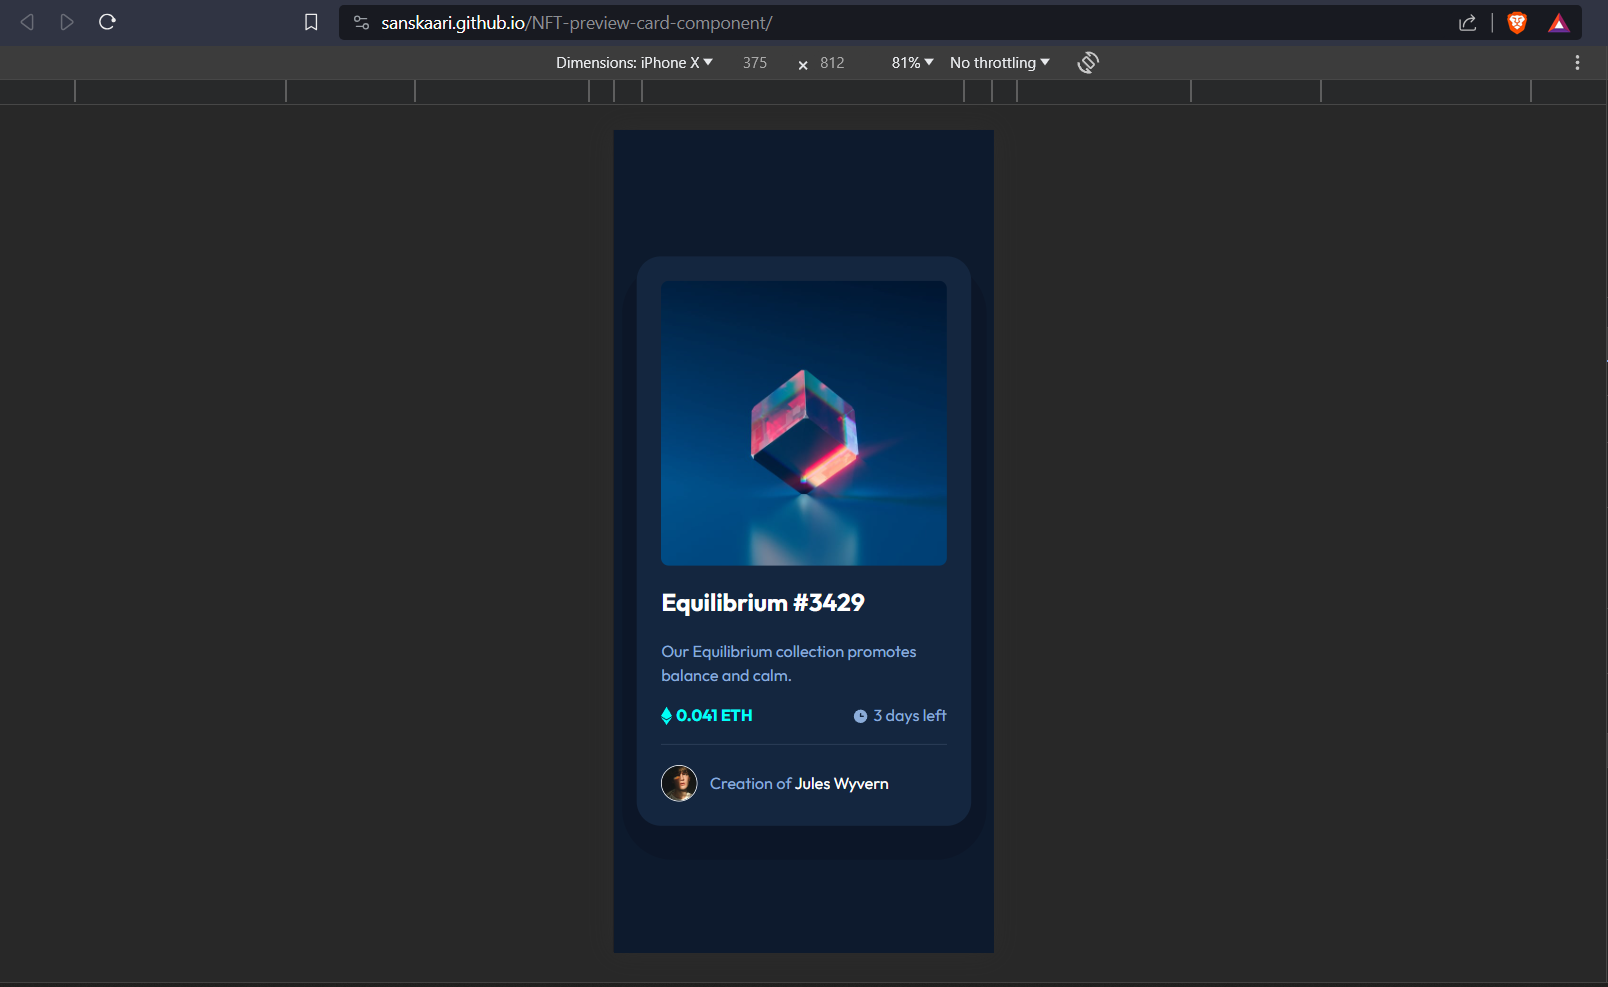 sanskaari.github.io/NFT-preview-card-component/
Dimensions: iPhone X 375 × 812 81% No throttling
Equilibrium #3429
Our Equilibrium collection promotes
balance and calm.
0.041 ETH 3 days left
Creation of Jules Wyvern